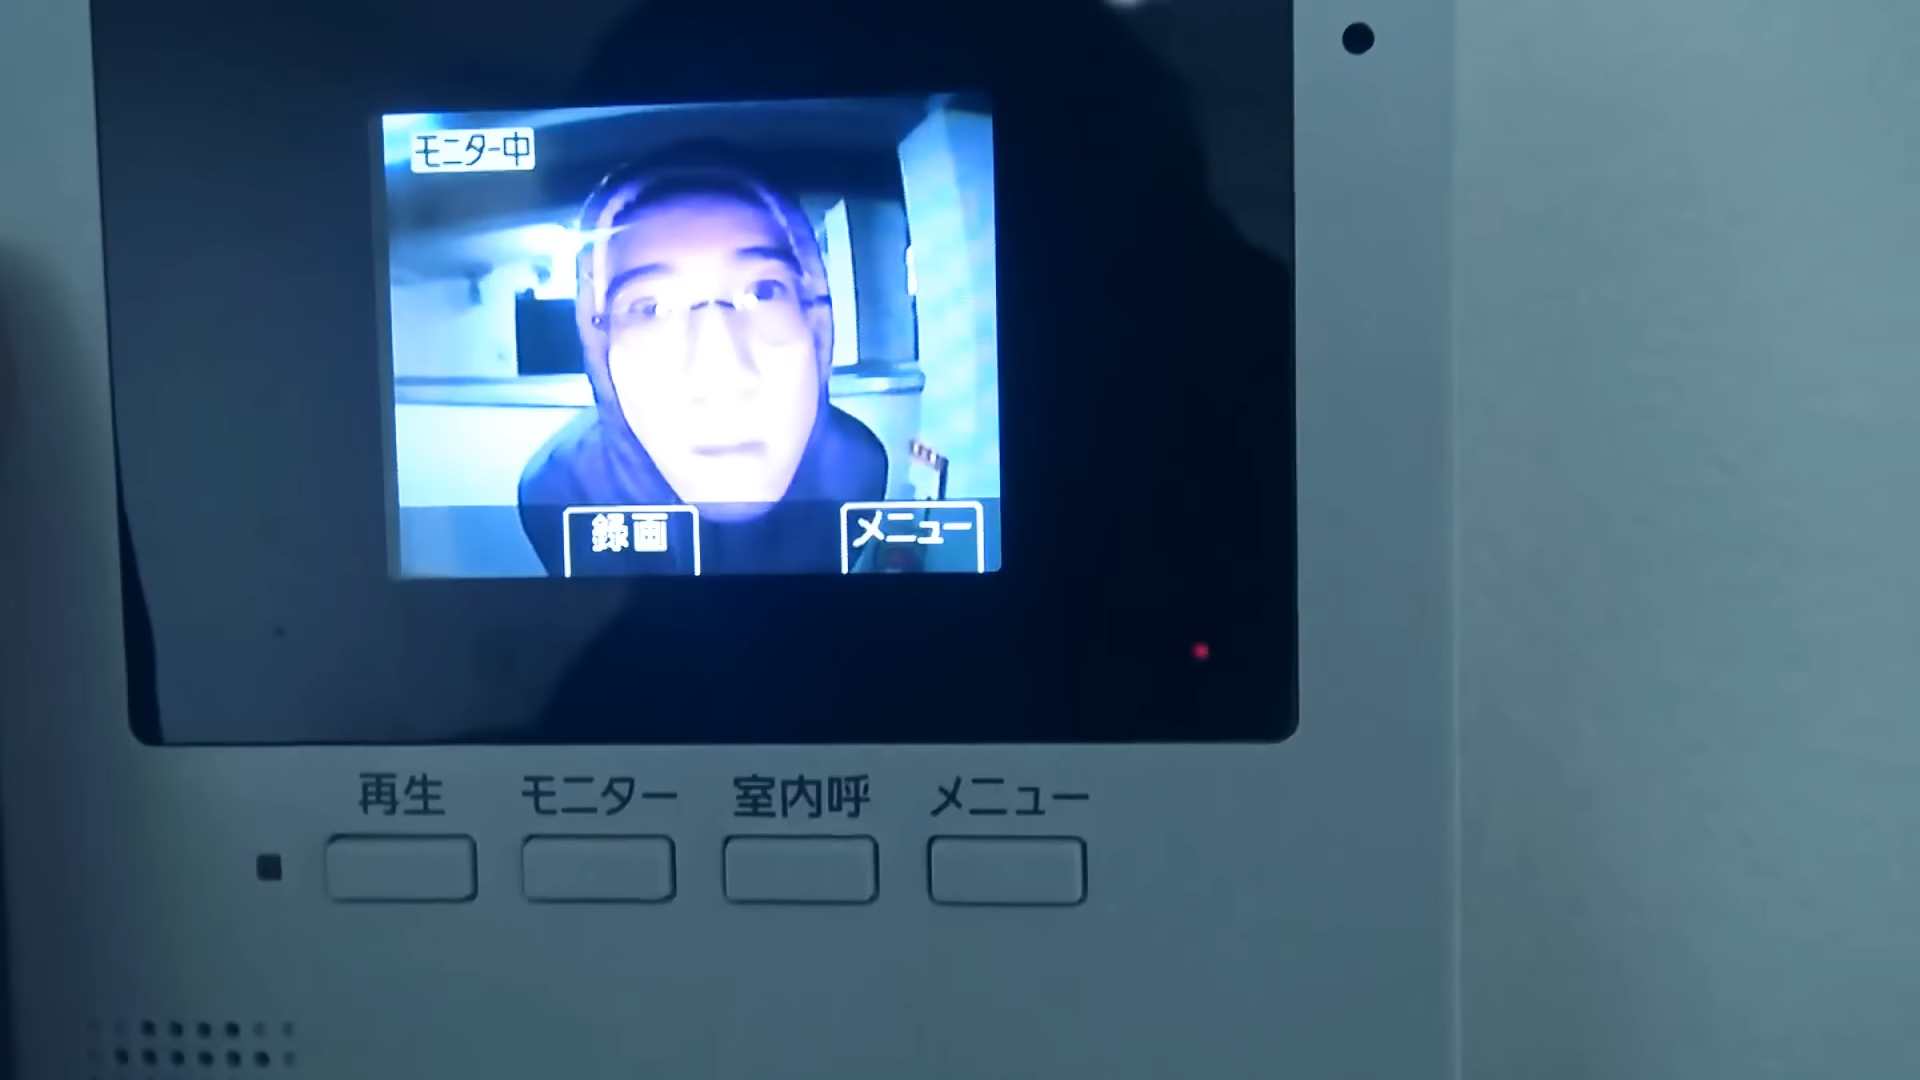 モニター中
録画
メニュー
再生
モニター
室内呼
メニュー